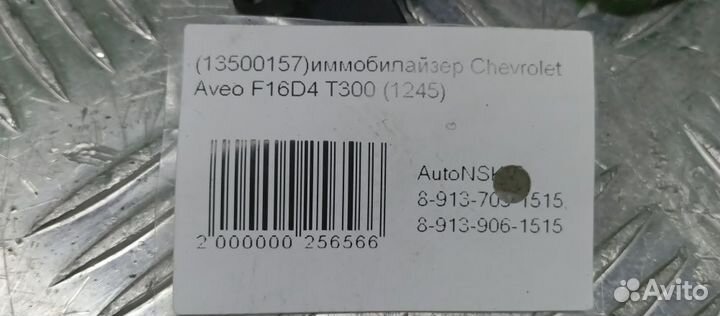 (13500157)иммобилайзер Chevrolet
Aveo F16D4 T300 (1245)
2 000000 256566
8-913-906-1515
Avito